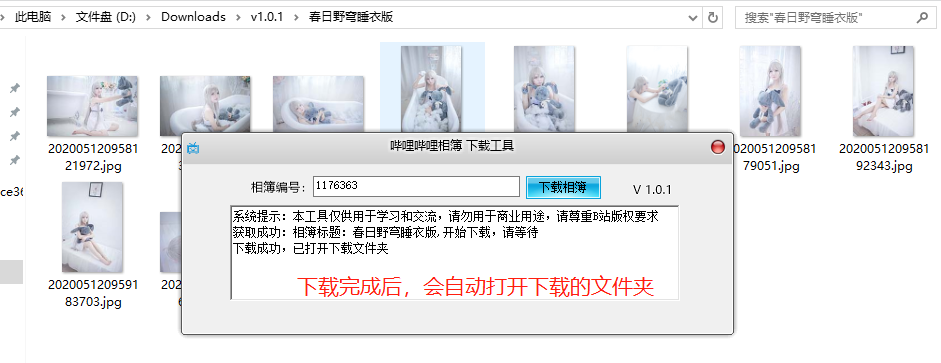 此电脑 > 文件盘 (D:) > Downloads > v1.0.1 > 春日野穹睡衣版
搜索"春日野穹睡衣版"
2020051209581
21972.jpg
2020
79051.jpg
2020051209581
92343.jpg
哔哩哔哩相簿 下载工具
ce36
相簿编号：
1176363
下载相簿
V 1.0.1
系统提示：本工具仅供用于学习和交流，请勿用于商业用途，请尊重B站版权要求
获取成功：相簿标题：春日野穹睡衣版,开始下载，请等待
下载成功，已打开下载文件夹
下载完成后，会自动打开下载的文件夹
2020051209591
83703.jpg